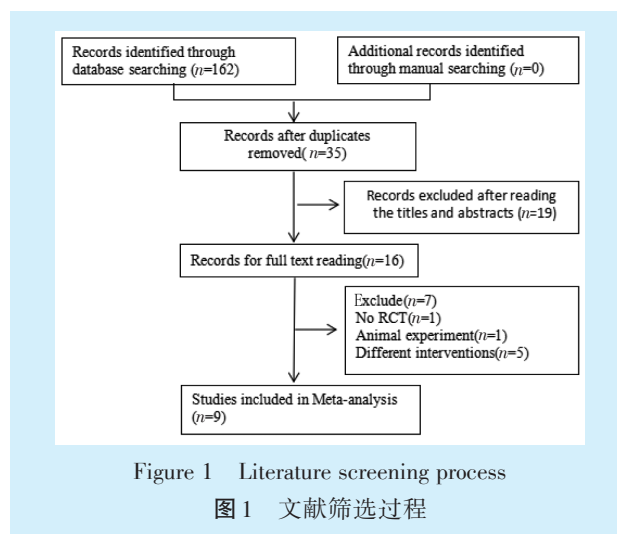 Records identified through
database searching (n=162)
Additional records identified
through manual searching (n=0)
Records after duplicates
removed( n=35)
Records excluded after reading
the titles and abstracts (n=19)
Records for full text reading(n=16)
Exclude(n=7)
No RCT(n=1)
Animal experiment(n=1)
Different interventions(n=5)
Studies included in Meta-analysis
(n=9)
Figure 1 Literature screening process
图1 文献筛选过程